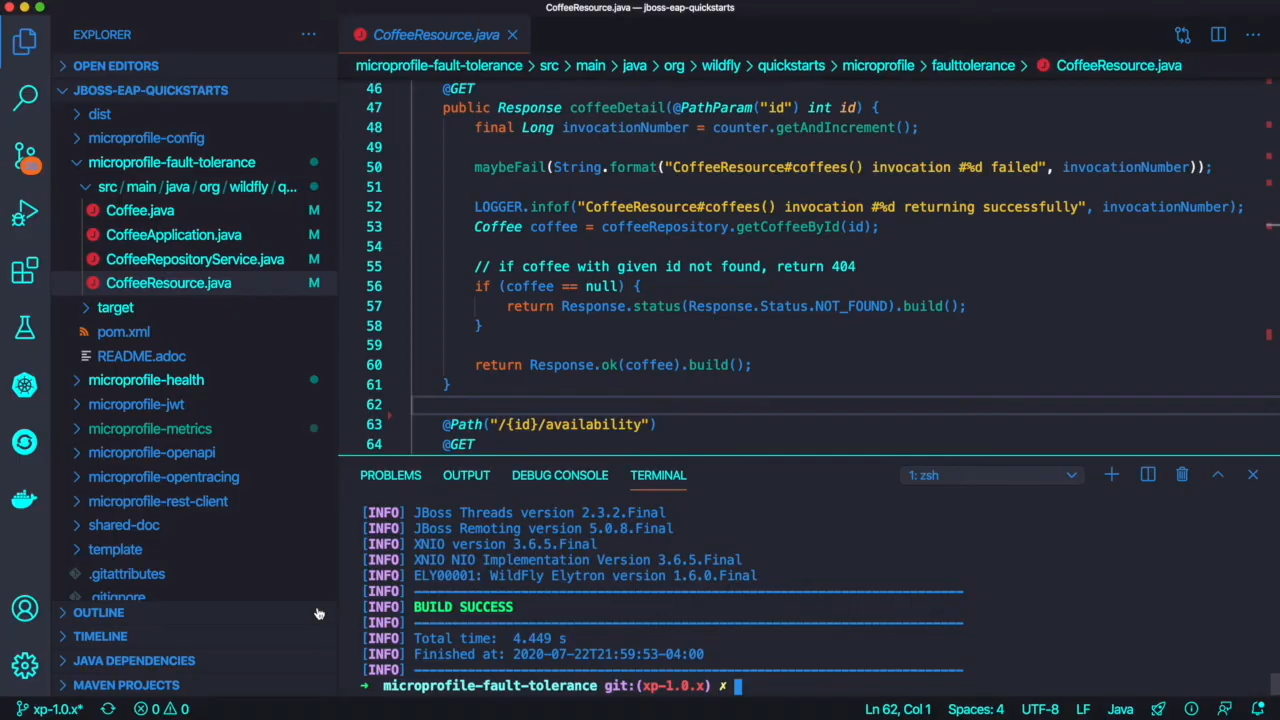 CoffeeResource.java — jboss-eap-quickstarts
EXPLORER
OPEN EDITORS
JBOSS-EAP-QUICKSTARTS
dist
microprofile-config
microprofile-fault-tolerance
src / main / java / org / wildfly / q...
Coffee.java M
CoffeeApplication.java M
CoffeeRepositoryService.java M
CoffeeResource.java M
target
pom.xml
README.adoc
microprofile-health
microprofile-jwt
microprofile-metrics
microprofile-openapi
microprofile-opentracing
microprofile-rest-client
shared-doc
template
.gitattributes
.gitignore
OUTLINE
TIMELINE
JAVA DEPENDENCIES
MAVEN PROJECTS
CoffeeResource.java
microprofile-fault-tolerance > src > main > java > org > wildfly > quickstarts > microprofile > faulttolerance > CoffeeResource.java
46 @GET
47 public Response coffeeDetail(@PathParam("id") int id) {
48 final Long invocationNumber = counter.getAndIncrement();
49
50 maybeFail(String.format("CoffeeResource#coffees() invocation #%d failed", invocationNumber));
51
52 LOGGER.infof("CoffeeResource#coffees() invocation #%d returning successfully", invocationNumber);
53 Coffee coffee = coffeeRepository.getCoffeeById(id);
54
55 // if coffee with given id not found, return 404
56 if (coffee == null) {
57 return Response.status(Response.Status.NOT_FOUND).build();
58 }
59
60 return Response.ok(coffee).build();
61 }
62
63 @Path("/{id}/availability")
64 @GET
PROBLEMS OUTPUT DEBUG CONSOLE TERMINAL 1: zsh
[INFO] JBoss Threads version 2.3.2.Final
[INFO] JBoss Remoting version 5.0.8.Final
[INFO] XNIO version 3.6.5.Final
[INFO] XNIO NIO Implementation Version 3.6.5.Final
[INFO] ELY00001: WildFly Elytron version 1.6.0.Final
[INFO] ------------------------------------------------------------------------
[INFO] BUILD SUCCESS
[INFO] ------------------------------------------------------------------------
[INFO] Total time: 4.449 s
[INFO] Finished at: 2020-07-22T21:59:53-04:00
[INFO] ------------------------------------------------------------------------
➜ microprofile-fault-tolerance git:(xp-1.0.x) ✗
xp-1.0.x* 0 0 Ln 62, Col 1 Spaces: 4 UTF-8 LF Java